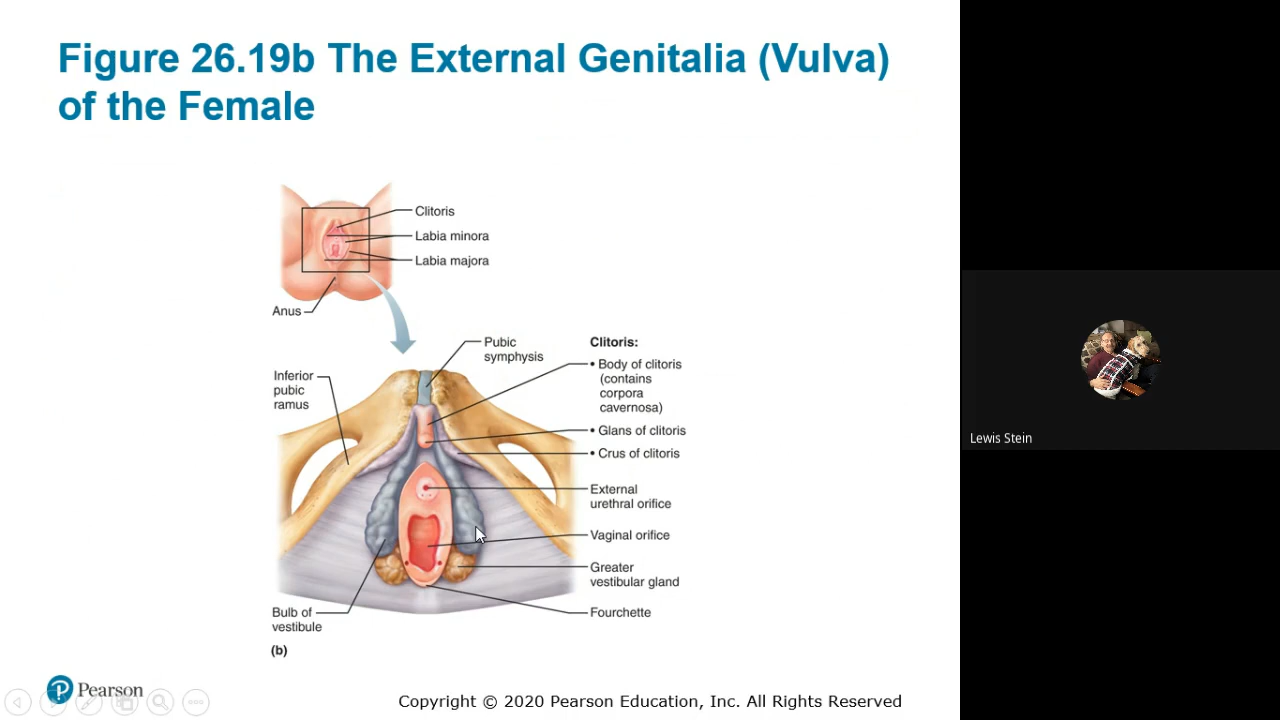 Figure 26.19b The External Genitalia (Vulva)
of the Female
Clitoris
Labia minora
Labia majora
Anus
Pubic
symphysis
Clitoris:
• Body of clitoris
(contains
corpora
cavernosa)
Inferior
pubic
ramus
• Glans of clitoris
• Crus of clitoris
External
urethral orifice
Vaginal orifice
Greater
vestibular gland
Bulb of
vestibule
Fourchette
(b)
Pearson
Copyright © 2020 Pearson Education, Inc. All Rights Reserved
Lewis Stein